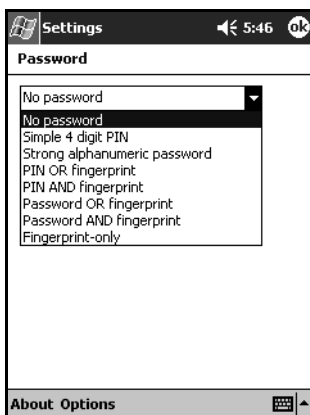 Settings 5:46 ok
Password
No password
No password
Simple 4 digit PIN
Strong alphanumeric password
PIN OR fingerprint
PIN AND fingerprint
Password OR fingerprint
Password AND fingerprint
Fingerprint-only
About Options